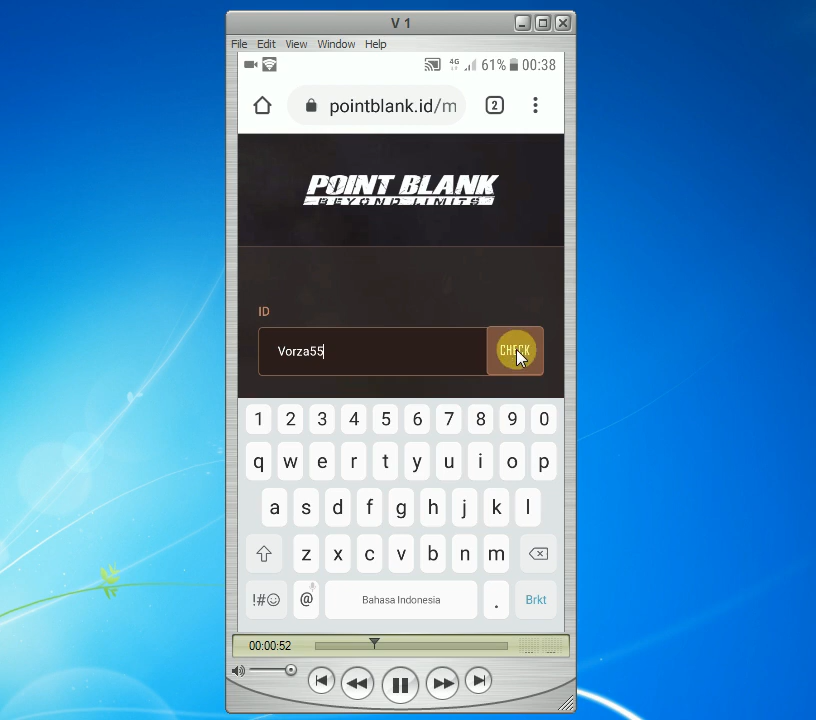 V 1
File Edit View Window Help
4G 61% 00:38
pointblank.id/m
2
POINT BLANK
BEYOND LIMITS
ID
Vorza55
CHECK
1 2 3 4 5 6 7 8 9 0
q w e r t y u i o p
a s d f g h j k l
z x c v b n m
!#☺ @ Bahasa Indonesia . Brkt
00:00:52